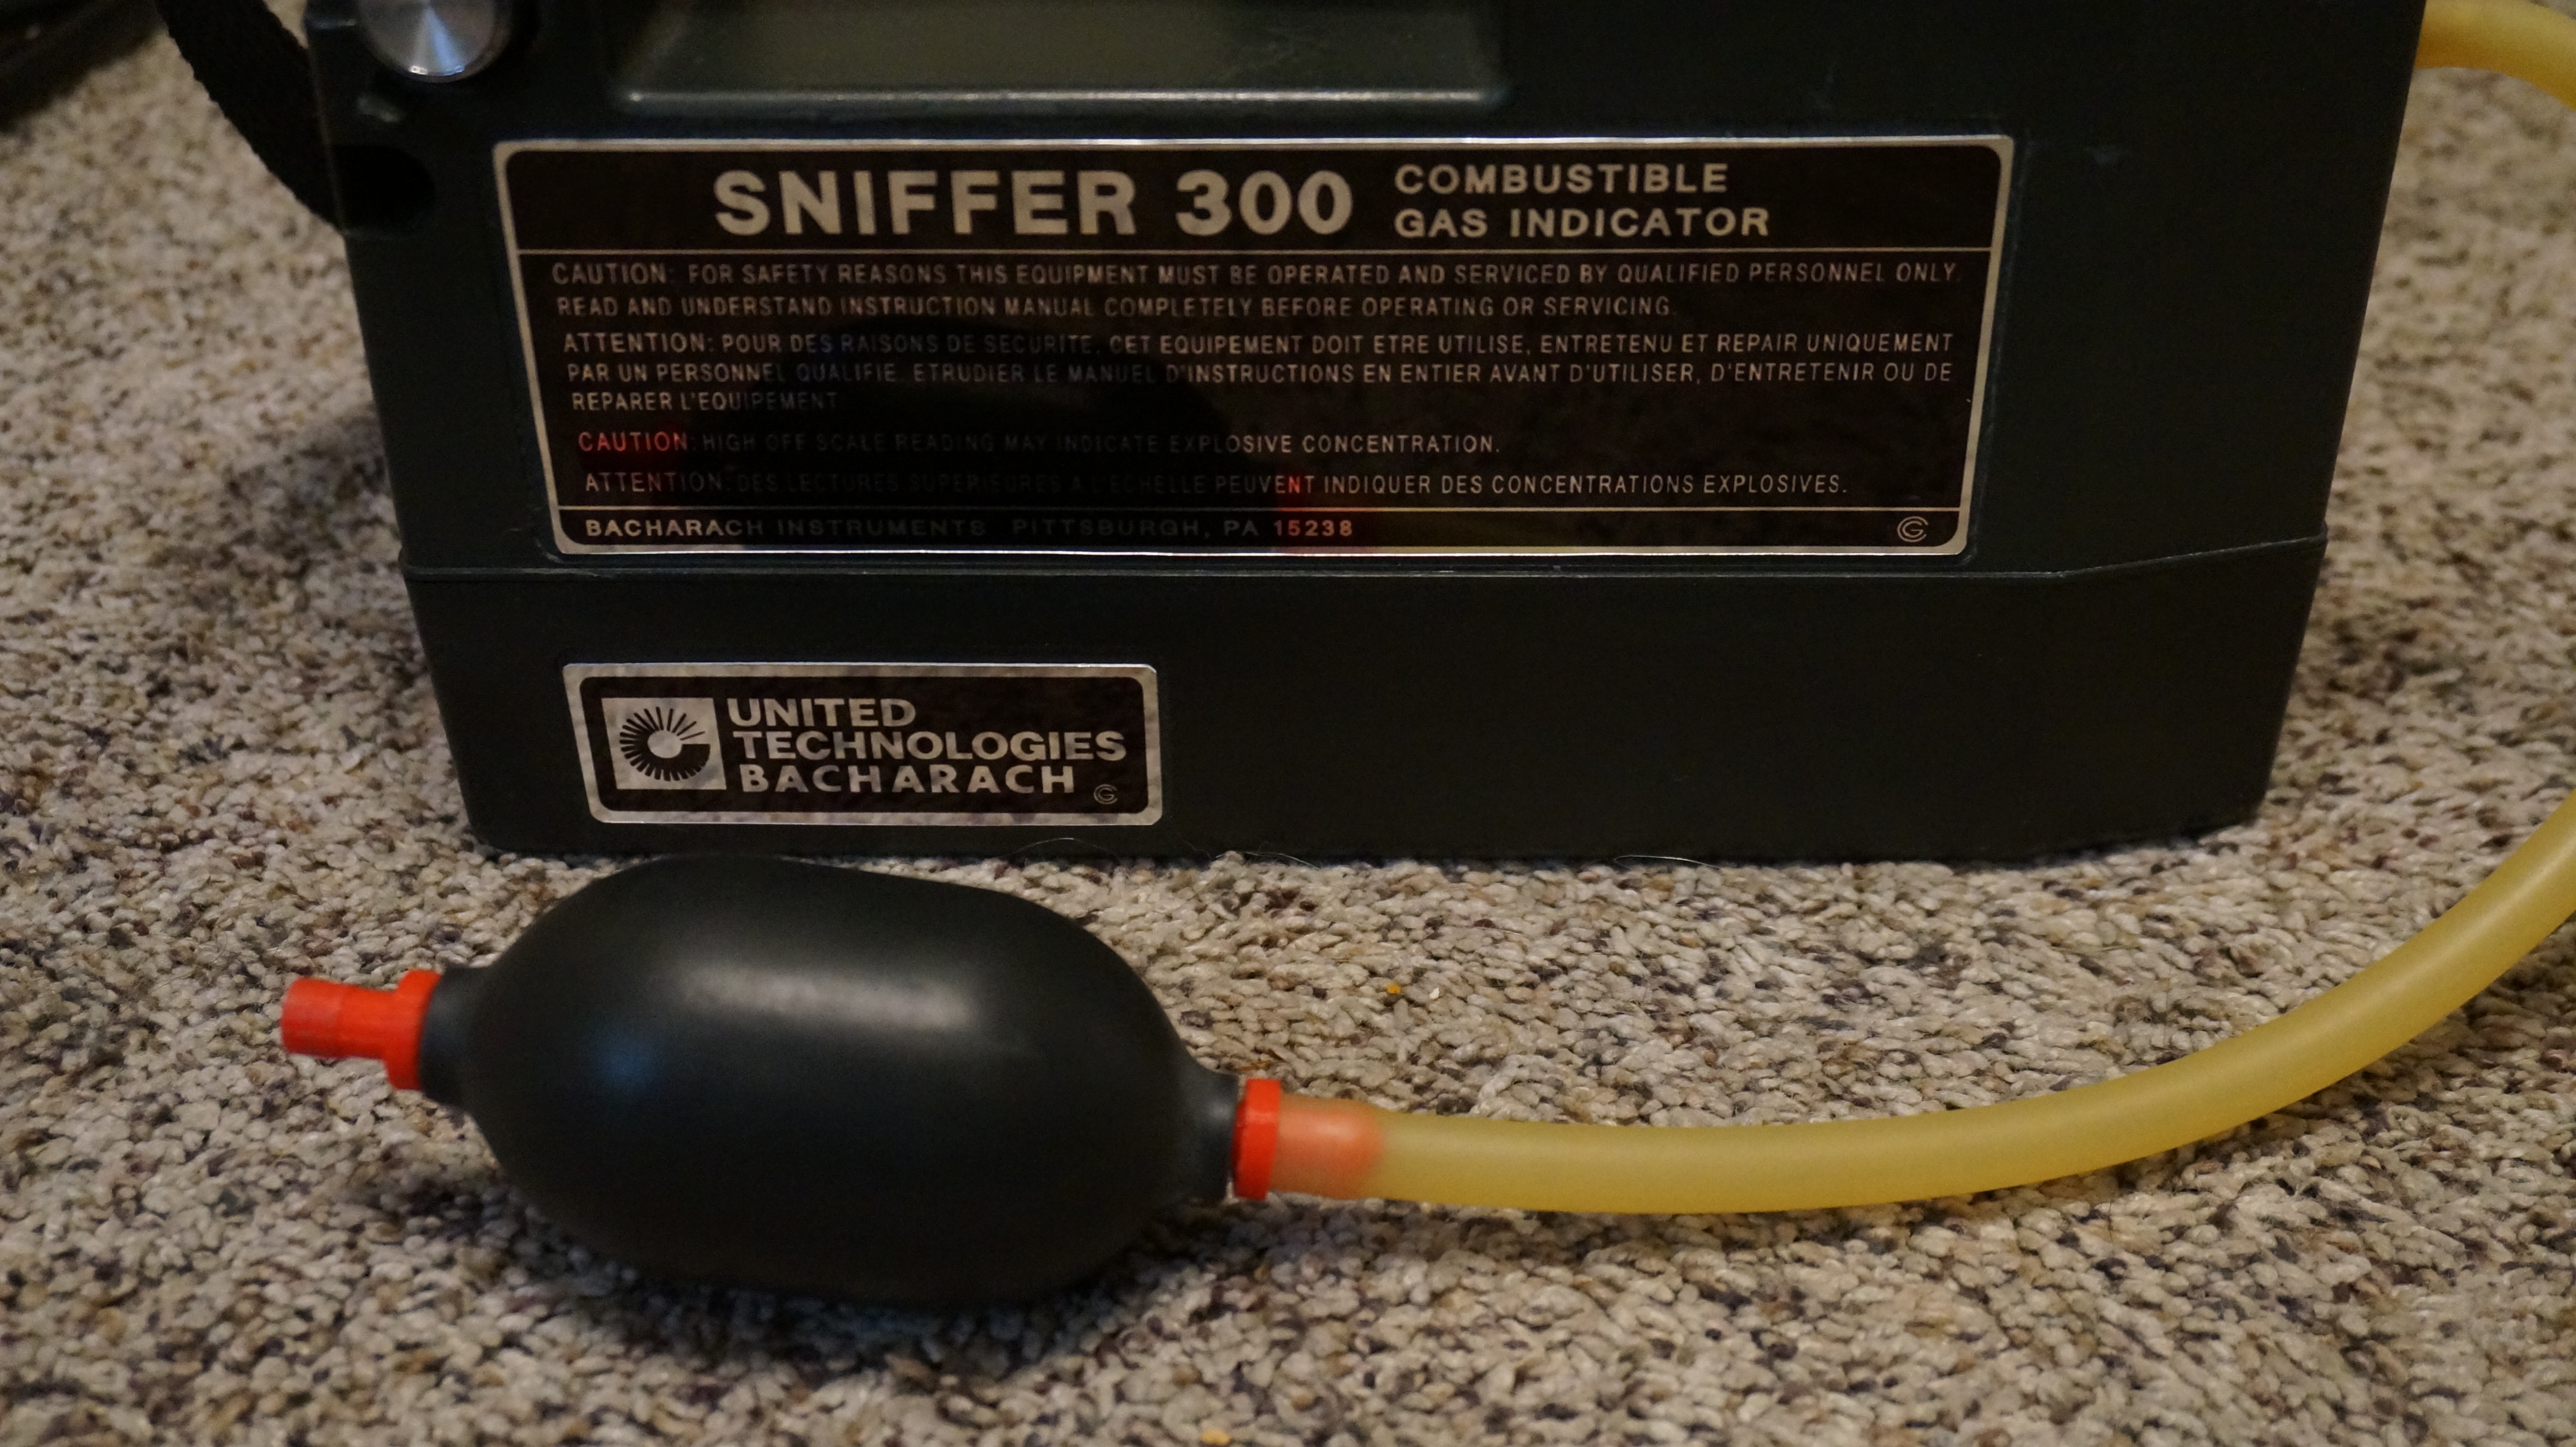 SNIFFER 300 COMBUSTIBLE
GAS INDICATOR
CAUTION: FOR SAFETY REASONS THIS EQUIPMENT MUST BE OPERATED AND SERVICED BY QUALIFIED PERSONNEL ONLY.
READ AND UNDERSTAND INSTRUCTION MANUAL COMPLETELY BEFORE OPERATING OR SERVICING.
ATTENTION: POUR DES RAISONS DE SECURITE, CET EQUIPEMENT DOIT ETRE UTILISE, ENTRETENU ET REPAIR UNIQUEMENT
PAR UN PERSONNEL QUALIFIE. ETRUDIER LE MANUEL D'INSTRUCTIONS EN ENTIER AVANT D'UTILISER, D'ENTRETENIR OU DE
REPARER L'EQUIPEMENT
CAUTION: HIGH OFF SCALE READING MAY INDICATE EXPLOSIVE CONCENTRATION.
ATTENTION: DES LECTURES SUPERISURES A L'ECHELLE PEUVENT INDIQUER DES CONCENTRATIONS EXPLOSIVES.
BACHARACH INSTRUMENTS PITTSBURGH, PA 15238
UNITED
TECHNOLOGIES
BACHARACH